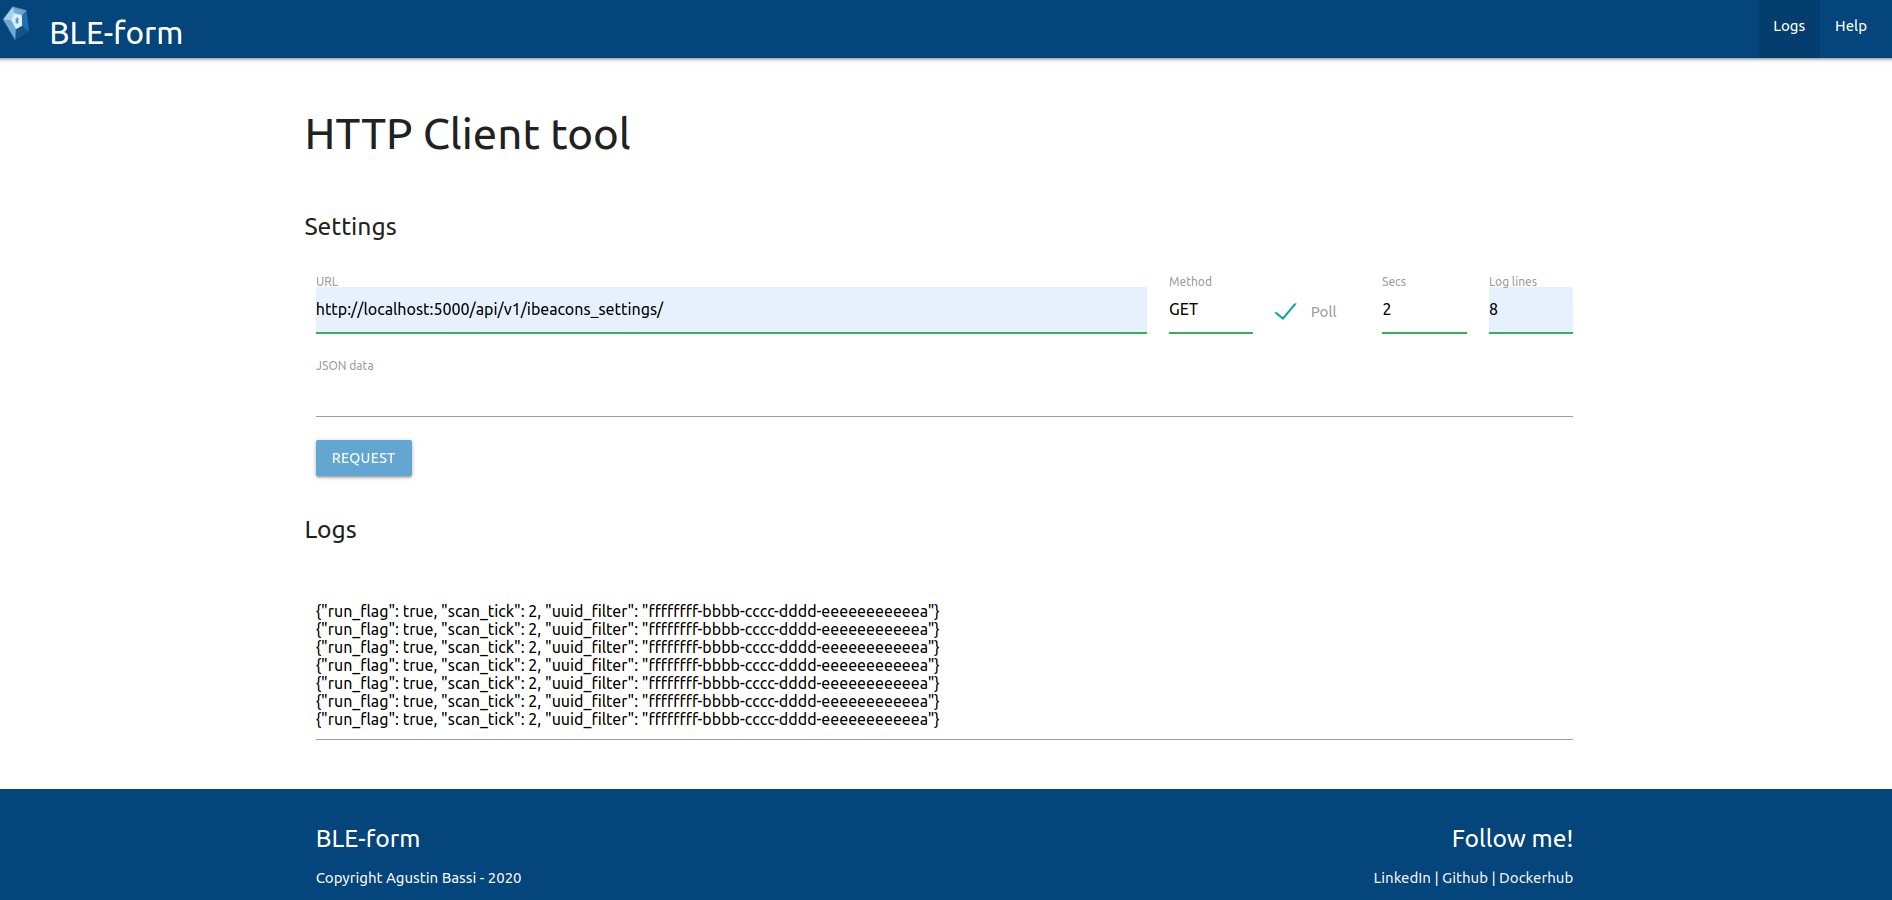 BLE-form
Logs Help
HTTP Client tool
Settings
URL Method Secs Log lines
http://localhost:5000/api/v1/ibeacons_settings/ GET Poll 2 8
JSON data
REQUEST
Logs
{"run_flag": true, "scan_tick": 2, "uuid_filter": "ffffffff-bbbb-cccc-dddd-eeeeeeeeeeea"}
{"run_flag": true, "scan_tick": 2, "uuid_filter": "ffffffff-bbbb-cccc-dddd-eeeeeeeeeeea"}
{"run_flag": true, "scan_tick": 2, "uuid_filter": "ffffffff-bbbb-cccc-dddd-eeeeeeeeeeea"}
{"run_flag": true, "scan_tick": 2, "uuid_filter": "ffffffff-bbbb-cccc-dddd-eeeeeeeeeeea"}
{"run_flag": true, "scan_tick": 2, "uuid_filter": "ffffffff-bbbb-cccc-dddd-eeeeeeeeeeea"}
{"run_flag": true, "scan_tick": 2, "uuid_filter": "ffffffff-bbbb-cccc-dddd-eeeeeeeeeeea"}
{"run_flag": true, "scan_tick": 2, "uuid_filter": "ffffffff-bbbb-cccc-dddd-eeeeeeeeeeea"}
BLE-form
Copyright Agustin Bassi - 2020
Follow me!
LinkedIn | Github | Dockerhub